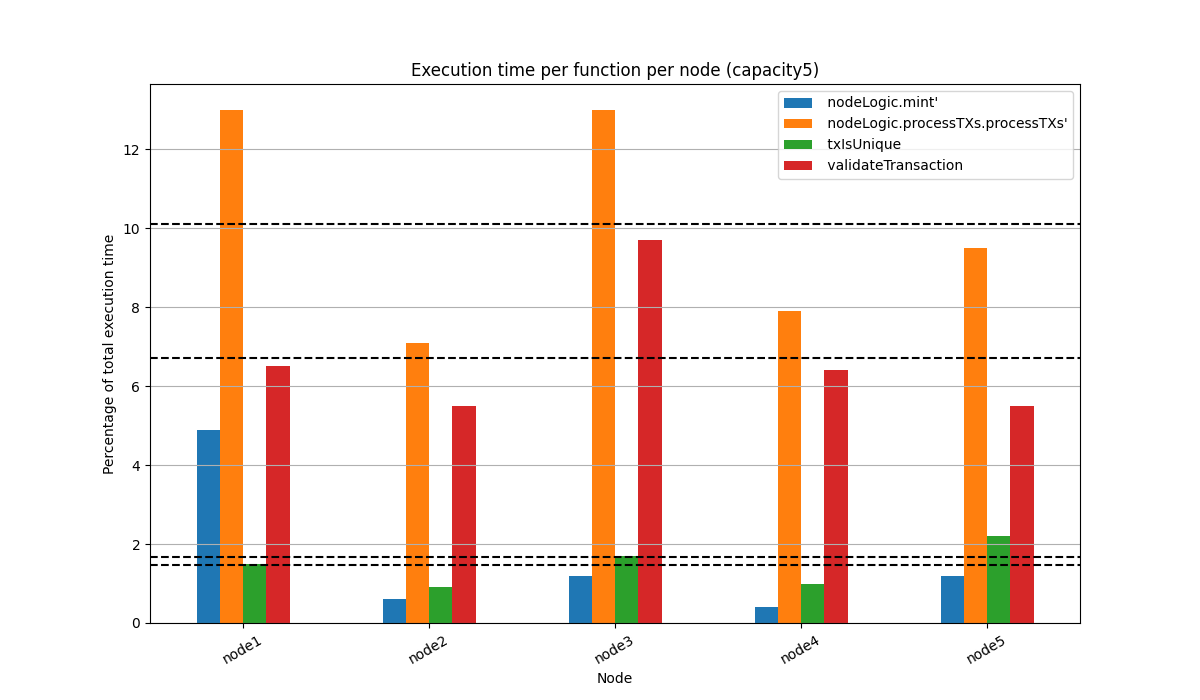 Execution time per function per node (capacity5)
nodeLogic.mint'
nodeLogic.processTXs.processTXs'
txIsUnique
validateTransaction
Percentage of total execution time
12
10
8
6
4
2
0
node1
node2
node3
node4
node5
Node